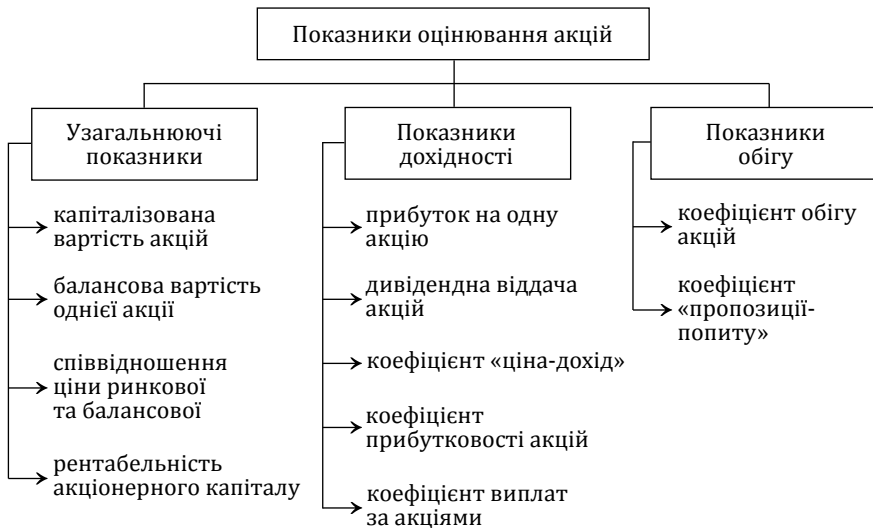 Показники оцінювання акцій
Узагальнюючі
показники
капіталізована
вартість акцій
балансова вартість
однієї акції
співвідношення
ціни ринкової
та балансової
рентабельність
акціонерного капіталу
Показники
дохідності
прибуток на одну
акцію
дивідендна віддача
акцій
коефіцієнт «ціна-дохід»
коефіцієнт
прибутковості акцій
коефіцієнт виплат
за акціями
Показники
обігу
коефіцієнт обігу
акцій
коефіцієнт
«пропозиції-
попиту»